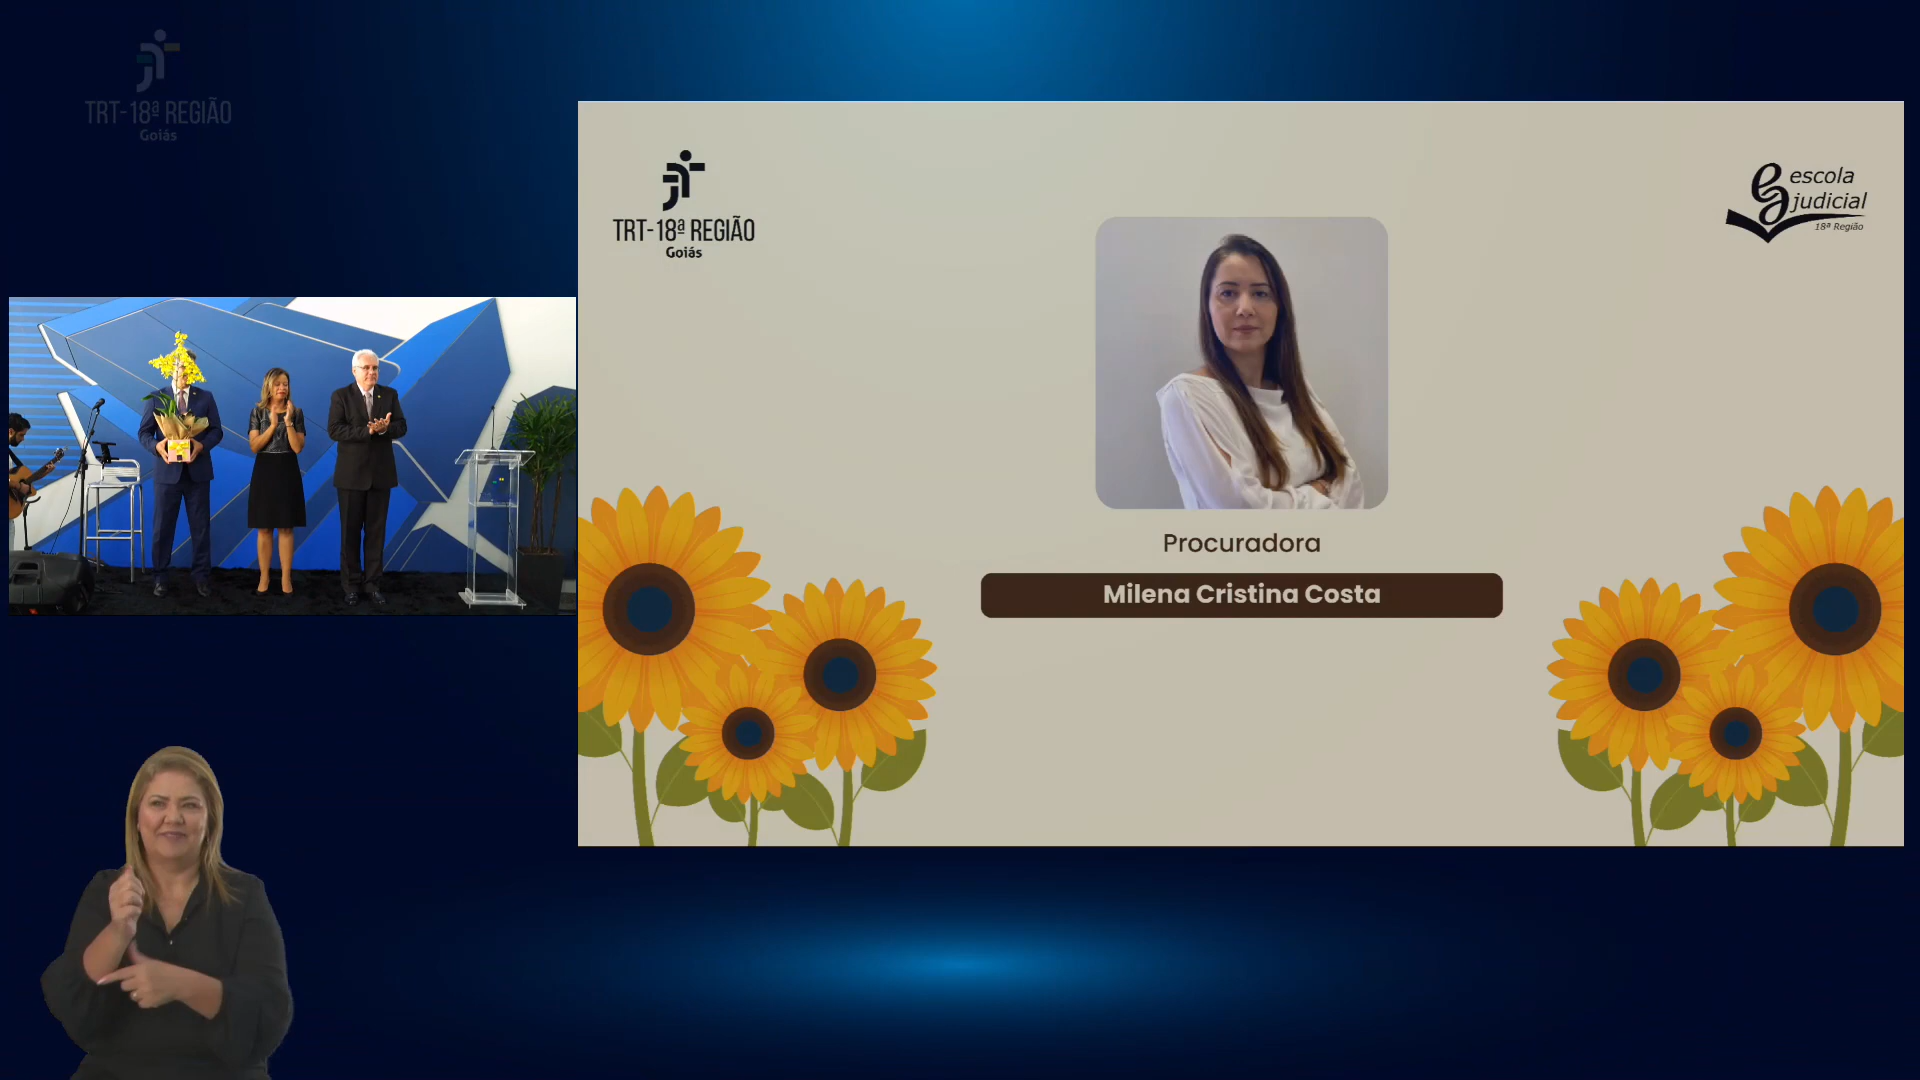 TRT-18ª REGIÃO
Goiás
TRT-18ª REGIÃO
Goiás
escola
judicial
18ª Região
Procuradora
Milena Cristina Costa